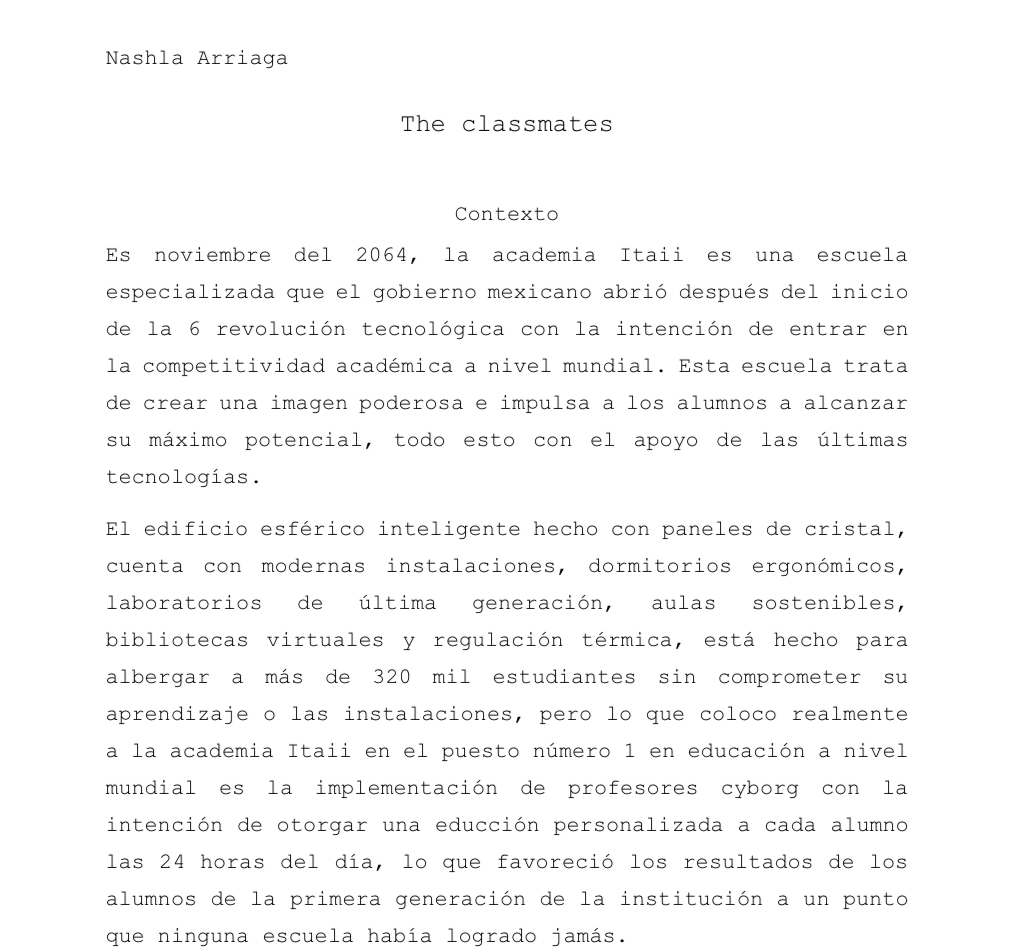 Nashla Arriaga
The classmates
Contexto
Es noviembre del 2064, la academia Itaii es una escuela
especializada que el gobierno mexicano abrió después del inicio
de la 6 revolución tecnológica con la intención de entrar en
la competitividad académica a nivel mundial. Esta escuela trata
de crear una imagen poderosa e impulsa a los alumnos a alcanzar
su máximo potencial, todo esto con el apoyo de las últimas
tecnologías.
El edificio esférico inteligente hecho con paneles de cristal,
cuenta con modernas instalaciones, dormitorios ergonómicos,
laboratorios de última generación, aulas sostenibles,
bibliotecas virtuales y regulación térmica, está hecho para
albergar a más de 320 mil estudiantes sin comprometer su
aprendizaje o las instalaciones, pero lo que coloco realmente
a la academia Itaii en el puesto número 1 en educación a nivel
mundial es la implementación de profesores cyborg con la
intención de otorgar una educción personalizada a cada alumno
las 24 horas del día, lo que favoreció los resultados de los
alumnos de la primera generación de la institución a un punto
que ninguna escuela había logrado jamás.